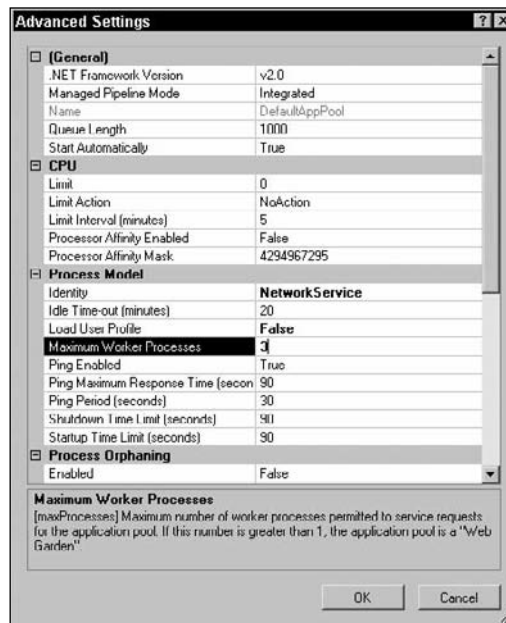 Advanced Settings
(General)
.NET Framework Version v2.0
Managed Pipeline Mode Integrated
Name DefaultAppPool
Queue Length 1000
Start Automatically True
CPU
Limit 0
Limit Action NoAction
Limit Interval (minutes) 5
Processor Affinity Enabled False
Processor Affinity Mask 4294967295
Process Model
Identity NetworkService
Idle Time-out (minutes) 20
Load User Profile False
Maximum Worker Processes 3
Ping Enabled True
Ping Maximum Response Time (secon 90
Ping Period (seconds) 30
Shutdown Time Limit (seconds) 90
Startup Time Limit (seconds) 90
Process Orphaning
Enabled False
Maximum Worker Processes
[maxProcesses] Maximum number of worker processes permitted to service requests
for the application pool. If this number is greater than 1, the application pool is a "Web
Garden".
OK Cancel